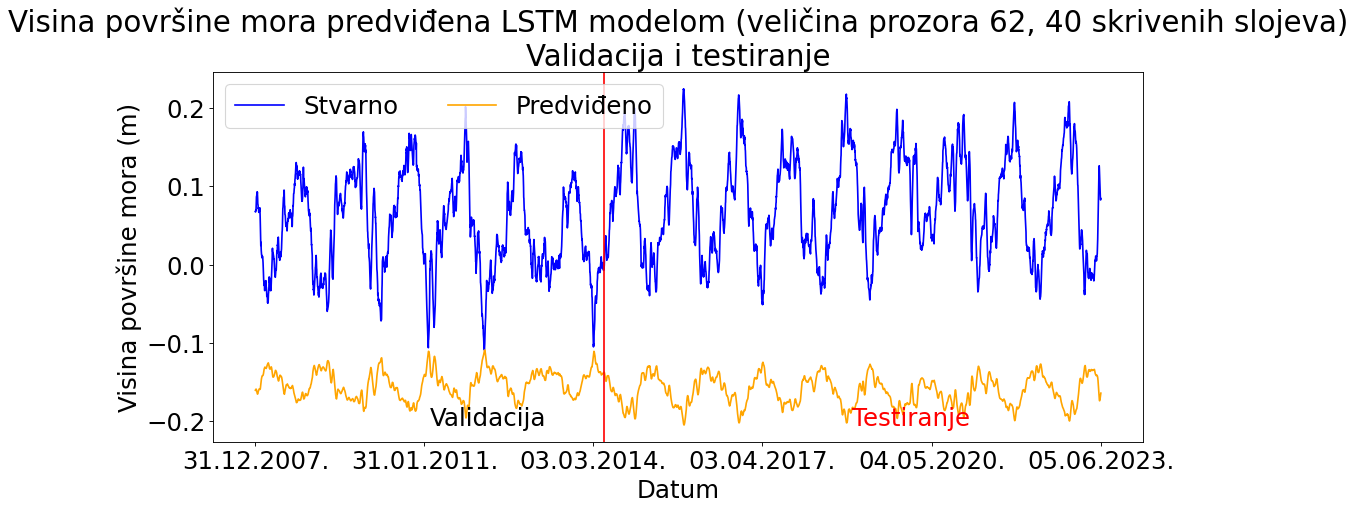 Visina površine mora predviđena LSTM modelom (veličina prozora 62, 40 skrivenih slojeva)
Validacija i testiranje
Stvarno Predviđeno
Visina površine mora (m)
0.2
0.1
0.0
−0.1
−0.2
Validacija Testiranje
31.12.2007. 31.01.2011. 03.03.2014. 03.04.2017. 04.05.2020. 05.06.2023.
Datum